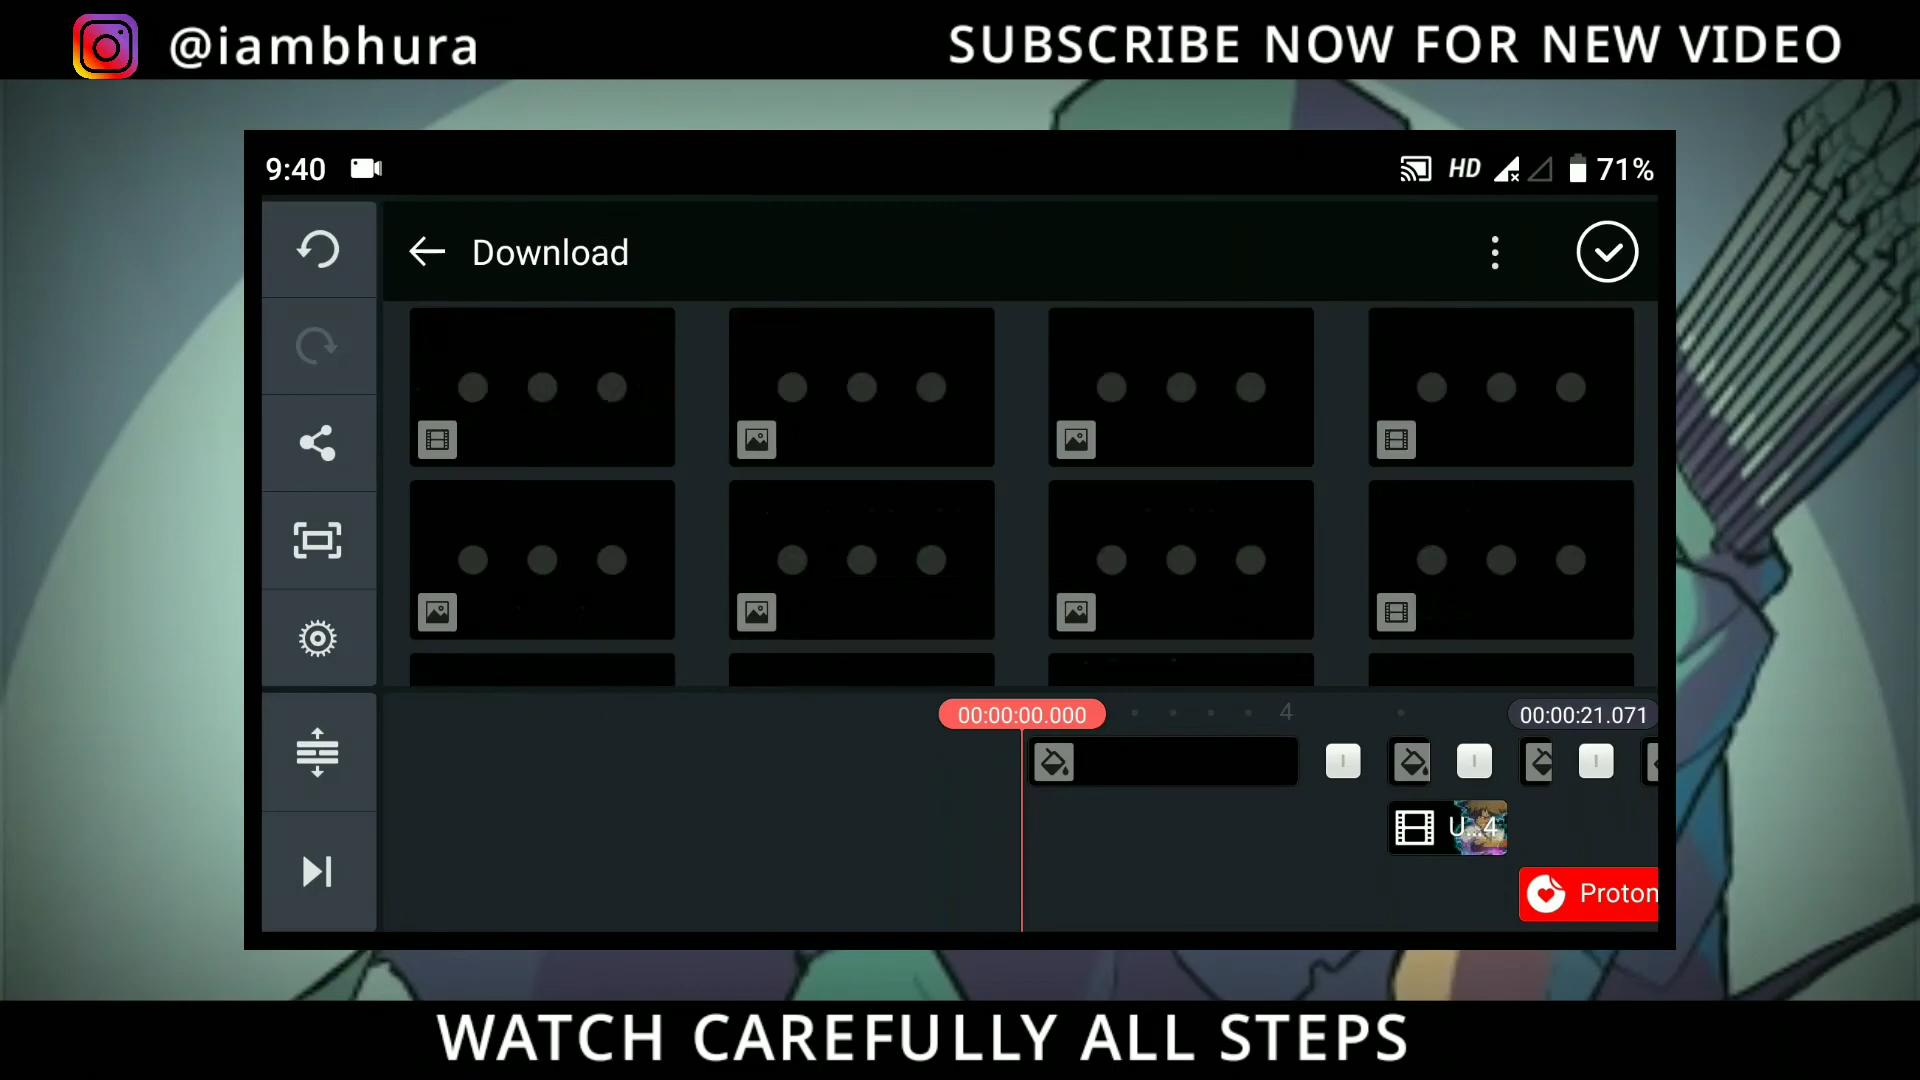 @iambhura
SUBSCRIBE NOW FOR NEW VIDEO
9:40
HD
71%
Download
00:00:00.000
4
00:00:21.071
U...4
Proton
WATCH CAREFULLY ALL STEPS